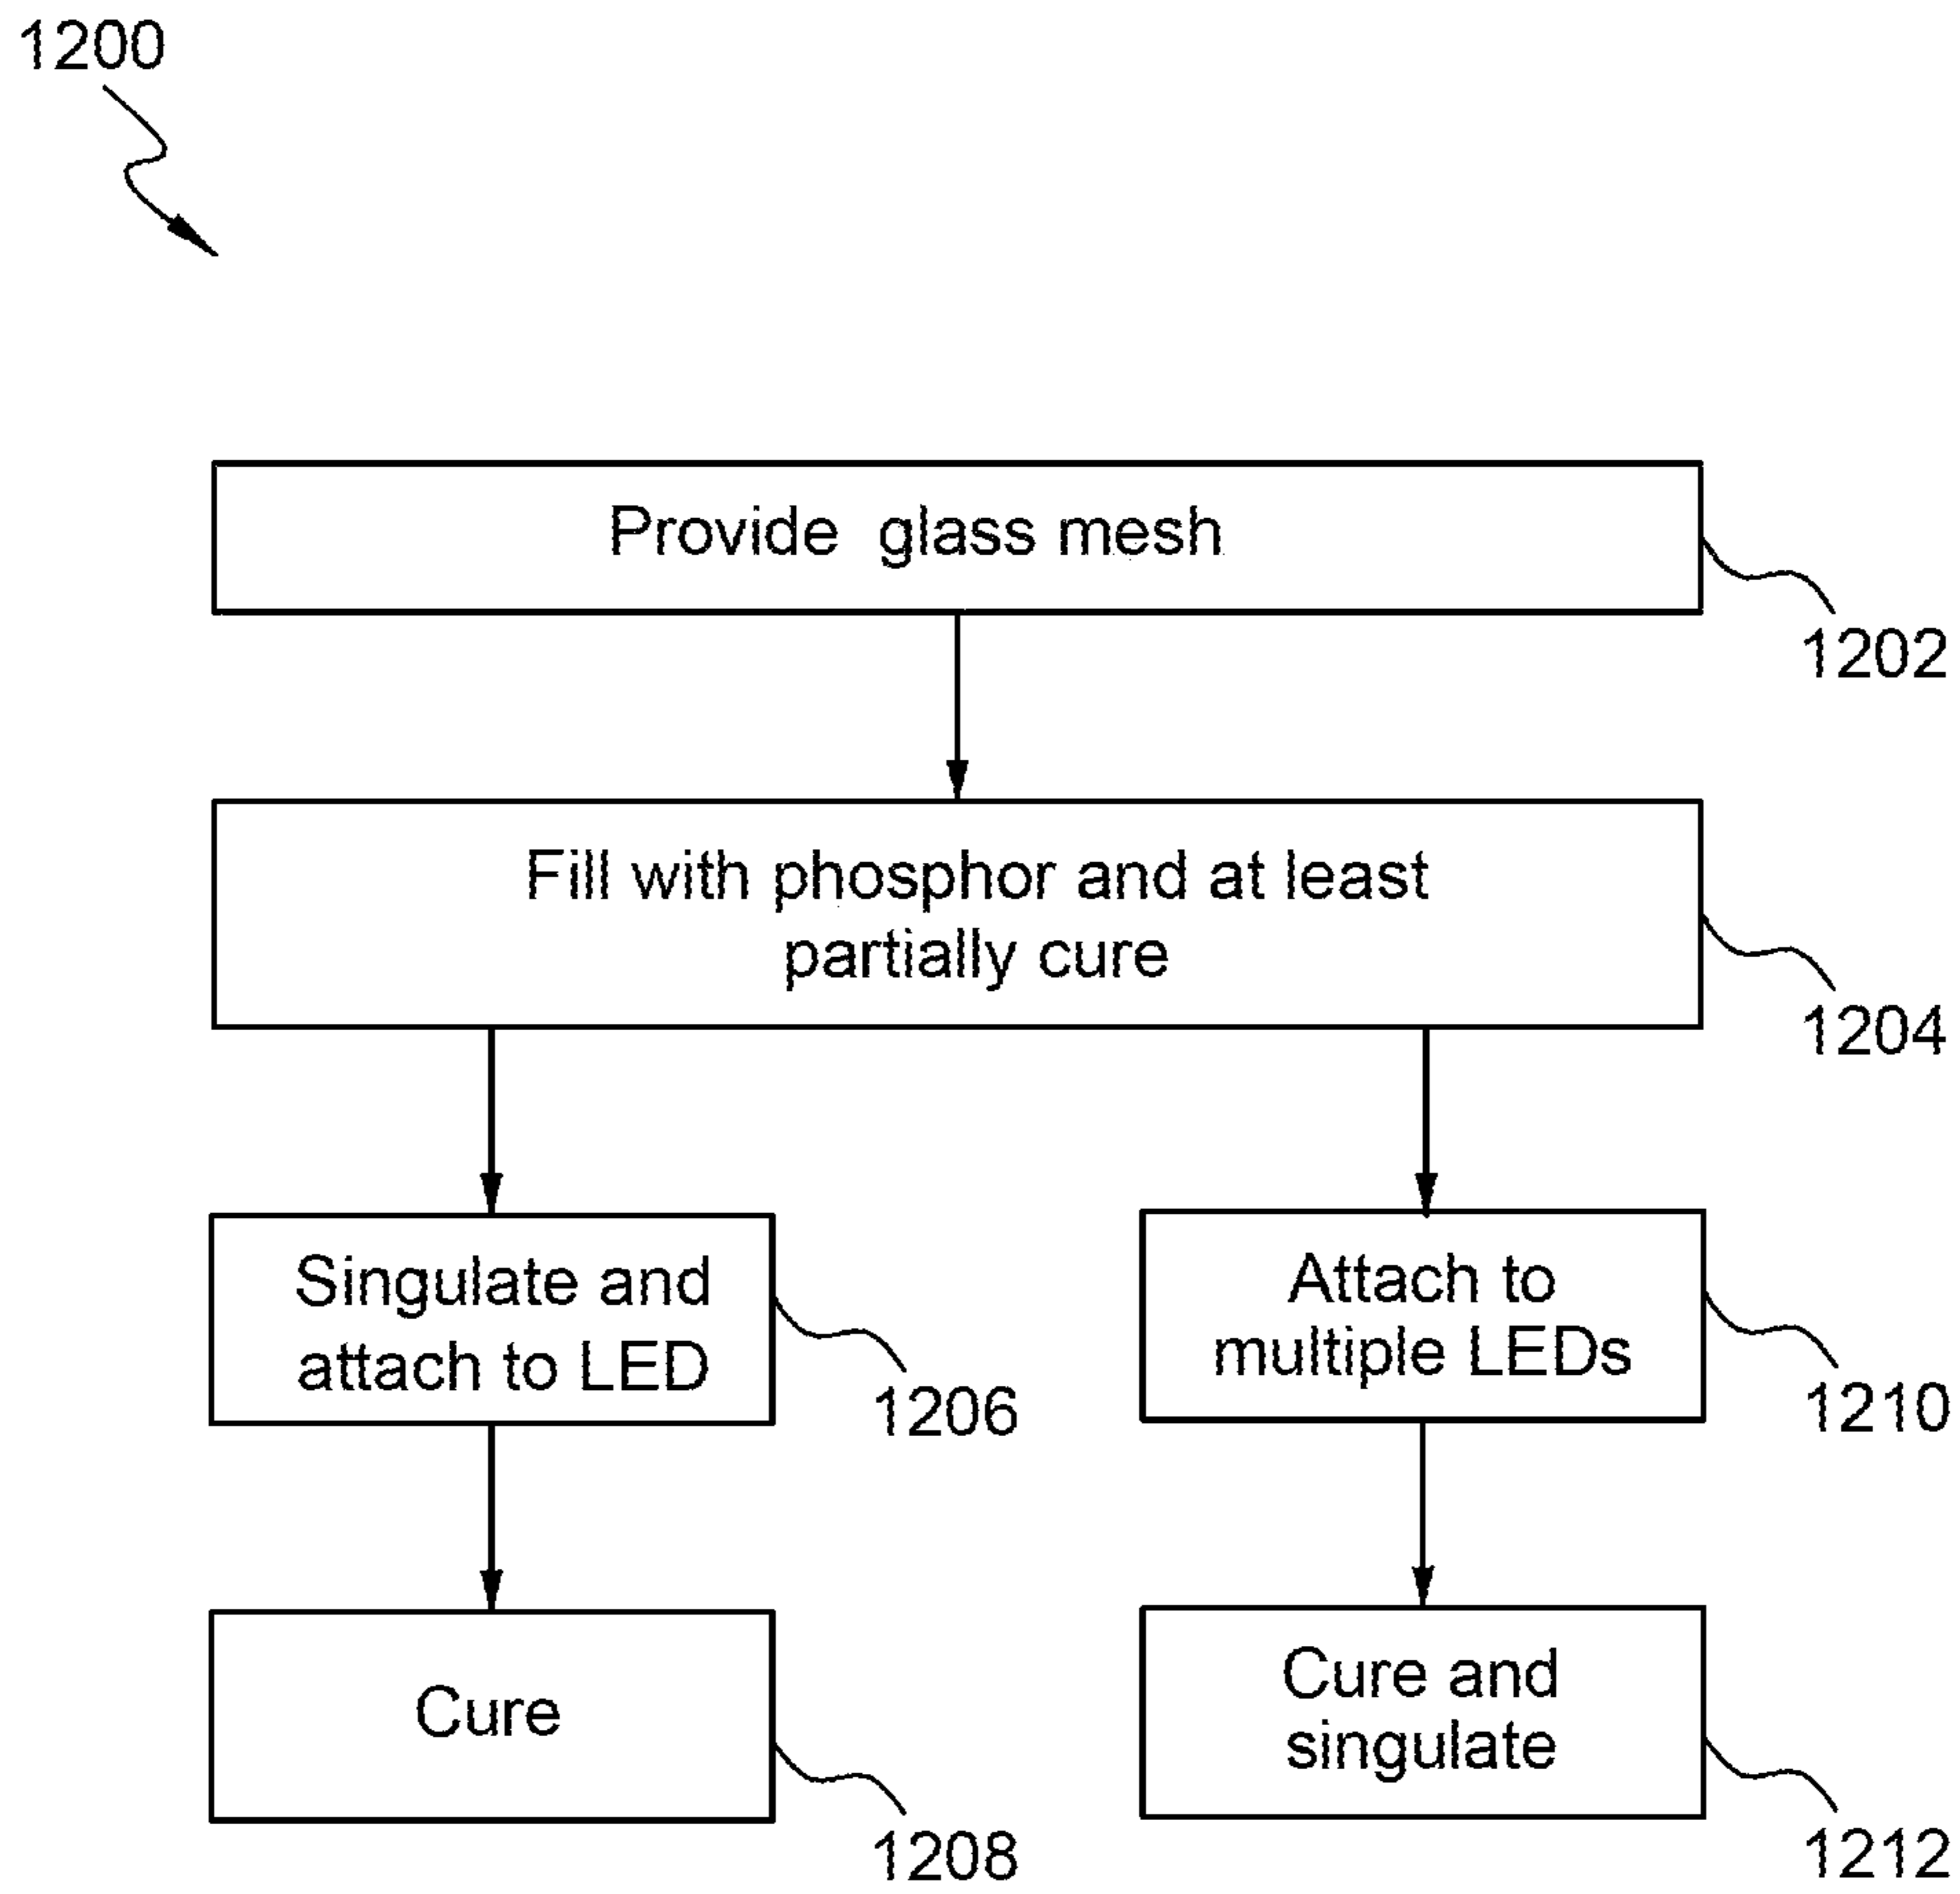 1200
Provide glass mesh
1202
Fill with phosphor and at least
partially cure
1204
Singulate and
attach to LED
1206
Attach to
multiple LEDs
1210
Cure
1208
Cure and
singulate
1212